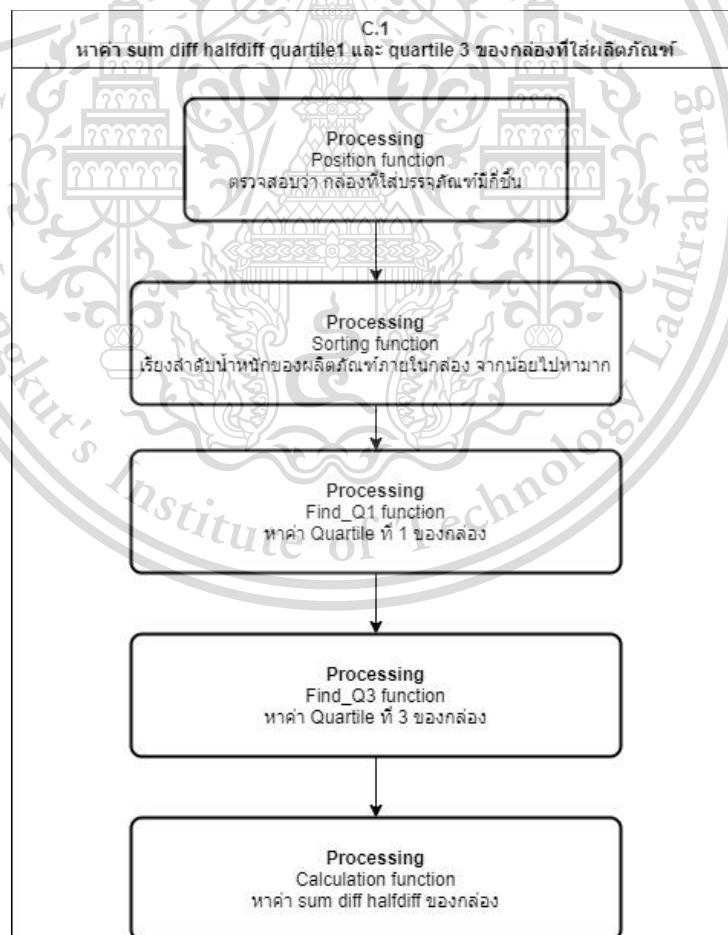 C.1
หาค่า sum diff halfdiff quartile1 และ quartile 3 ของกล่องที่ใส่ผลิตภัณฑ์
Processing
Position function
ตรวจสอบว่า กล่องที่ใส่บรรจุภัณฑ์มีกี่ชิ้น
Processing
Sorting function
เรียงลำดับน้ำหนักของผลิตภัณฑ์ภายในกล่อง จากน้อยไปหามาก
Processing
Find_Q1 function
หาค่า Quartile ที่ 1 ของกล่อง
Processing
Find_Q3 function
หาค่า Quartile ที่ 3 ของกล่อง
Processing
Calculation function
หาค่า sum diff halfdiff ของกล่อง
gkut's Institute of Technology Ladkrabang